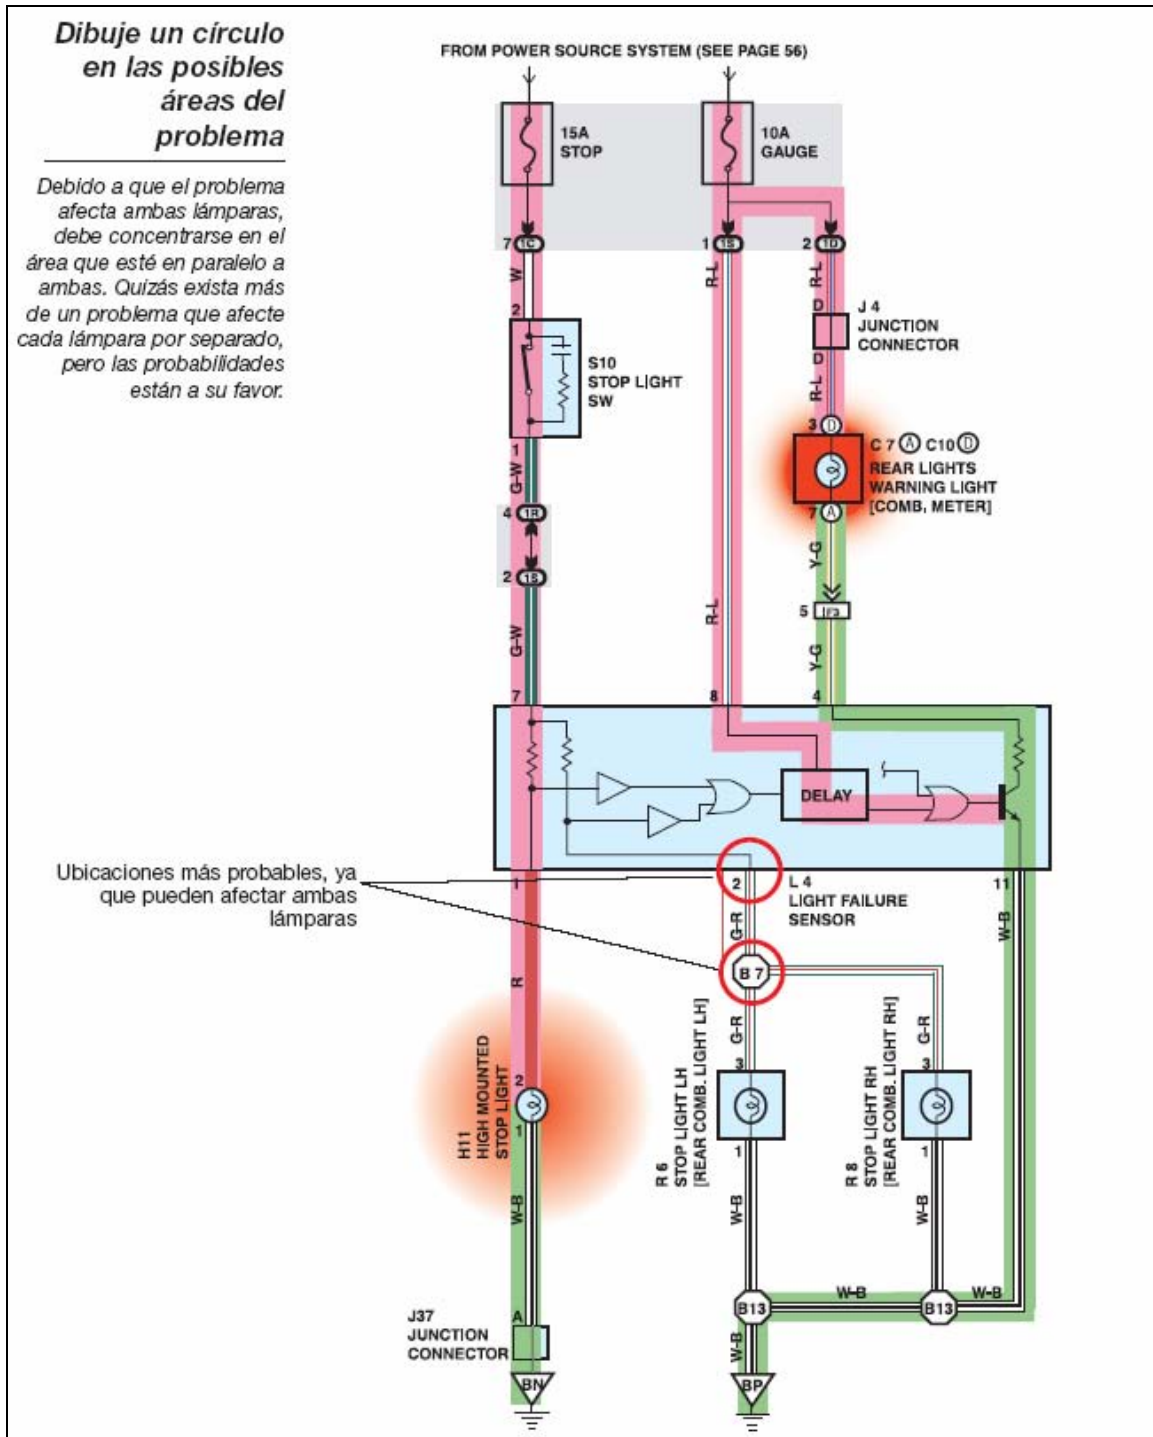 Dibuje un círculo
en las posibles
áreas del
problema
Debido a que el problema
afecta ambas lámparas,
debe concentrarse en el
área que esté en paralelo a
ambas. Quizás exista más
de un problema que afecte
cada lámpara por separado,
pero las probabilidades
están a su favor.
FROM POWER SOURCE SYSTEM (SEE PAGE 56)
15A
STOP
10A
GAUGE
7 1C
1 1S
2 1D
W
R-L
R-L
2
D
J 4
JUNCTION
CONNECTOR
D
S10
STOP LIGHT
SW
R-L
1
3 D
C 7 A C10 D
REAR LIGHTS
WARNING LIGHT
[COMB. METER]
G-W
4 1R
7 A
Y-G
2 1S
5 IF3
R-L
G-W
Y-G
7
8
4
DELAY
Ubicaciones más probables, ya
que pueden afectar ambas
lámparas
1
2
L 4
LIGHT FAILURE
SENSOR
11
G-R
W-B
R
B 7
G-R
G-R
3
3
H11
HIGH MOUNTED
STOP LIGHT
2
1
R 6
STOP LIGHT LH
[REAR COMB. LIGHT LH]
1
R 8
STOP LIGHT RH
[REAR COMB. LIGHT RH]
1
W-B
W-B
W-B
W-B
W-B
B13
B13
J37
JUNCTION
CONNECTOR
A
W-B
BN
BP